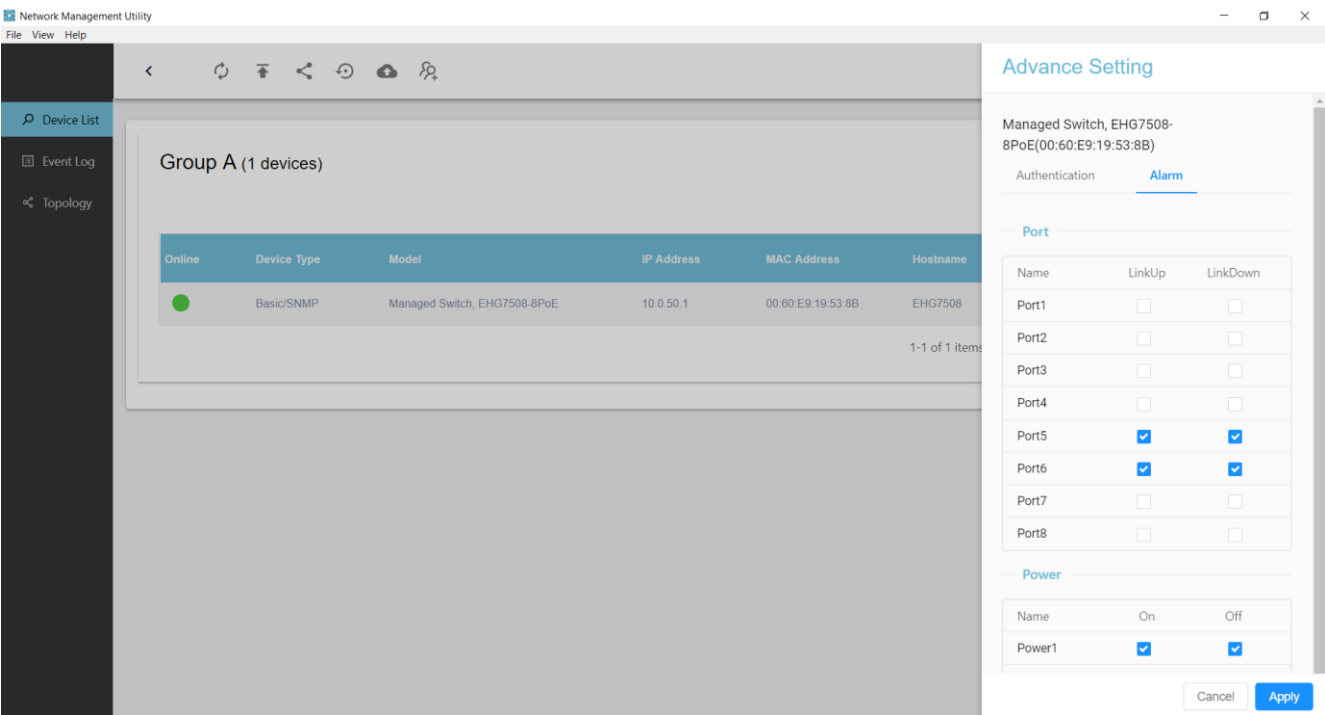 Network Management Utility
File View Help
Device List
Event Log
Topology
Group A (1 devices)
Online Device Type Model IP Address MAC Address Hostname
Basic/SNMP Managed Switch, EHG7508-8PoE 10.0.50.1 00:60:E9:19:53:8B EHG7508
1-1 of 1 items
Advance Setting
Managed Switch, EHG7508-
8PoE(00:60:E9:19:53:8B)
Authentication Alarm
Port
Name LinkUp LinkDown
Port1
Port2
Port3
Port4
Port5
Port6
Port7
Port8
Power
Name On Off
Power1
Cancel Apply